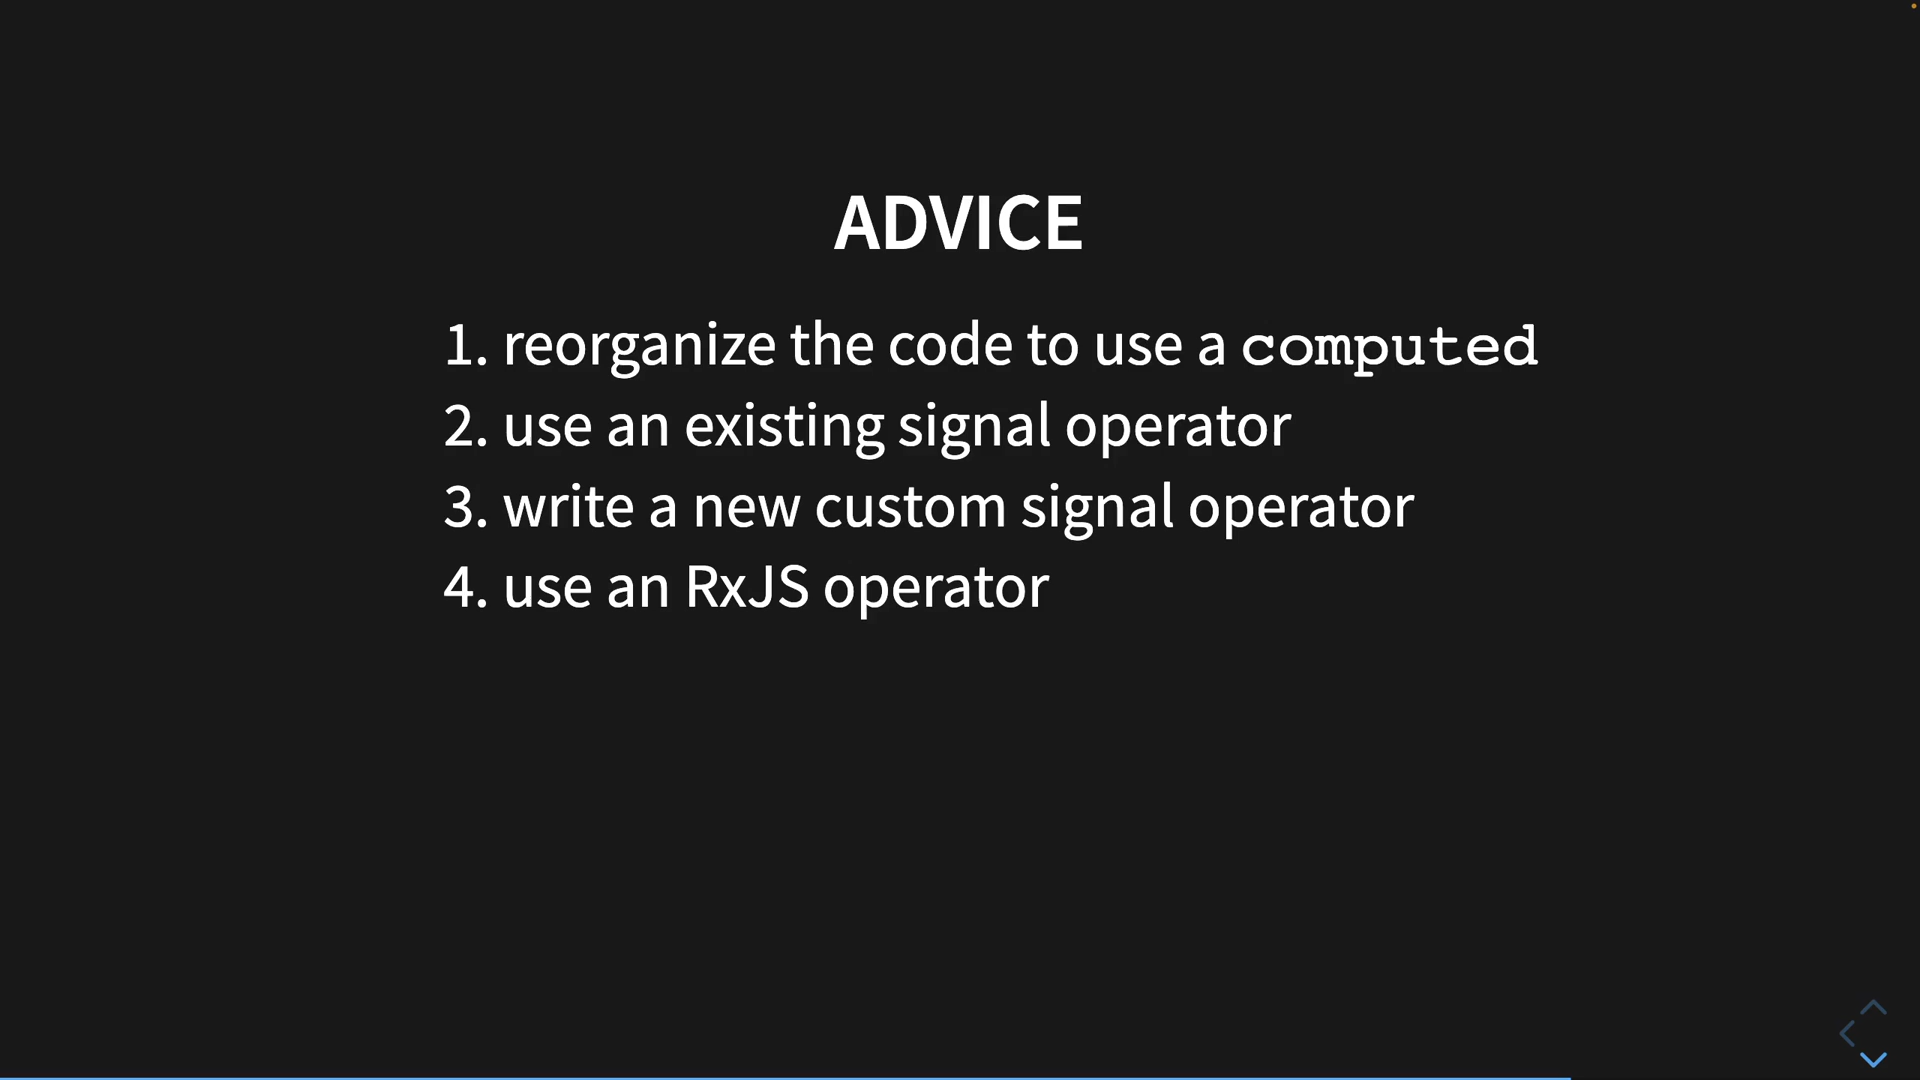 ADVICE
1. reorganize the code to use a computed
2. use an existing signal operator
3. write a new custom signal operator
4. use an RxJS operator